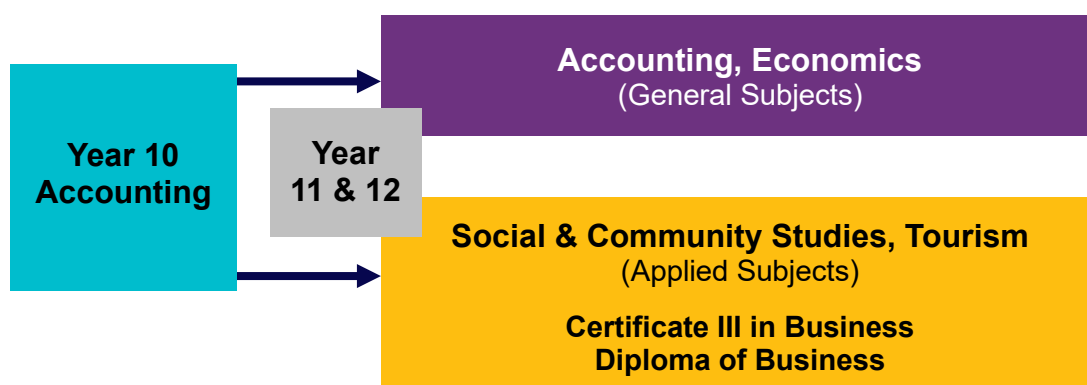 Year 10
Accounting
Year
11 & 12
Accounting, Economics
(General Subjects)
Social & Community Studies, Tourism
(Applied Subjects)
Certificate III in Business
Diploma of Business